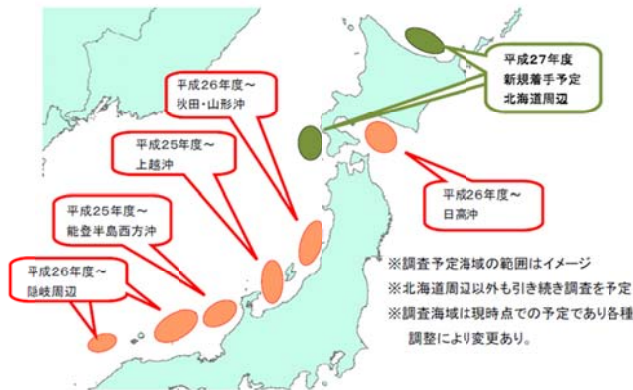 平成27年度
新規着手予定
北海道周辺
平成26年度～
秋田・山形沖
平成25年度～
上越沖
平成25年度～
能登半島西方沖
平成26年度～
隠岐周辺
平成26年度～
日高沖
※調査予定海域の範囲はイメージ
※北海道周辺以外も引き続き調査を予定
※調査海域は現時点での予定であり各種
調整により変更あり。